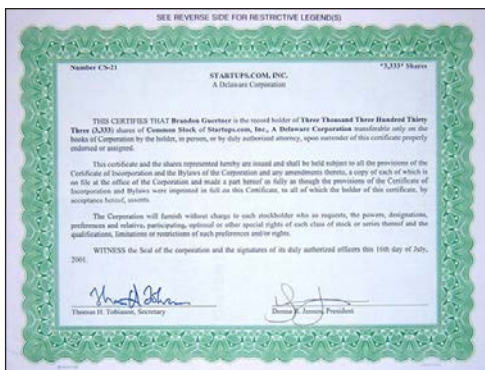 SEE REVERSE SIDE FOR RESTRICTIVE LEGEND(S)
Number CS-21
*3,333* Shares
STARTUPS.COM, INC.
A Delaware Corporation
THIS CERTIFIES THAT Brandon Guertner is the record holder of Three Thousand Three Hundred Thirty
Three (3,333) shares of Common Stock of Startups.com, Inc., A Delaware Corporation transferable only on the
books of Corporation by the holder, in person, or by duly authorized attorney, upon surrender of this certificate properly
endorsed or assigned.
This certificate and the shares represented hereby are issued and shall be held subject to all the provisions of the
Certificate of Incorporation and the Bylaws of the Corporation and any amendments thereto, a copy of each of which is
on file at the office of the Corporation and made a part hereof as fully as though the provisions of the Certificate of
Incorporation and Bylaws were imprinted in full on this Certificate, to all of which the holder of this certificate, by
acceptance hereof, assents.
The Corporation will furnish without charge to each stockholder who so requests, the powers, designations,
preferences and relative, participating, optional or other special rights of each class of stock or series thereof and the
qualifications, limitations or restrictions of such preferences and/or rights.
WITNESS the Seal of the corporation and the signatures of its duly authorized officers this 16th day of July,
2001.
Thomas H. Tobiason, Secretary
Donna Jensen, President